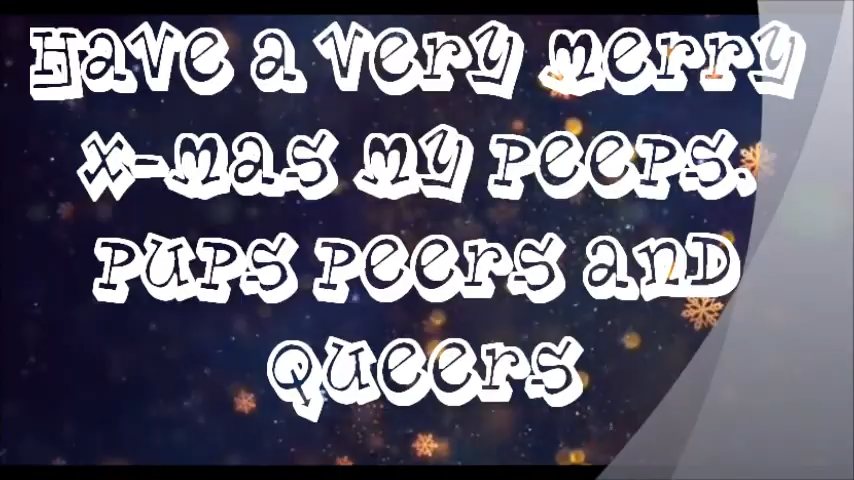 Have a very merry
x-mas my peeps.
pups peers and
Queers